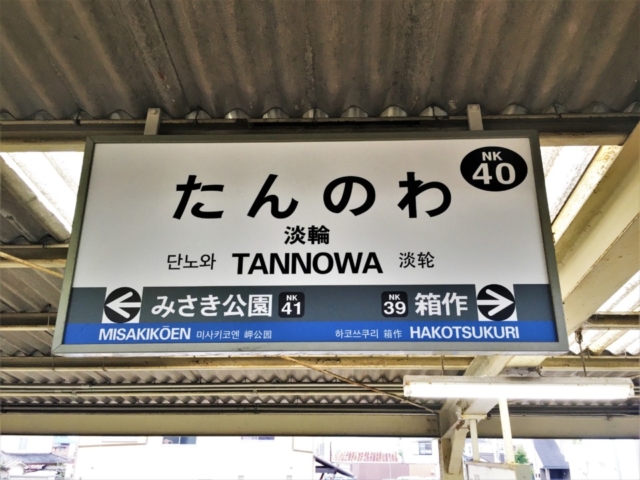 NK
40
たんのわ
淡輪
단노와 TANNOWA 淡轮
みさき公園 NK 41 NK 39 箱作
MISAKIKŌEN 미사키코엔 岬公园 하코쓰쿠리 箱作 HAKOTSUKURI